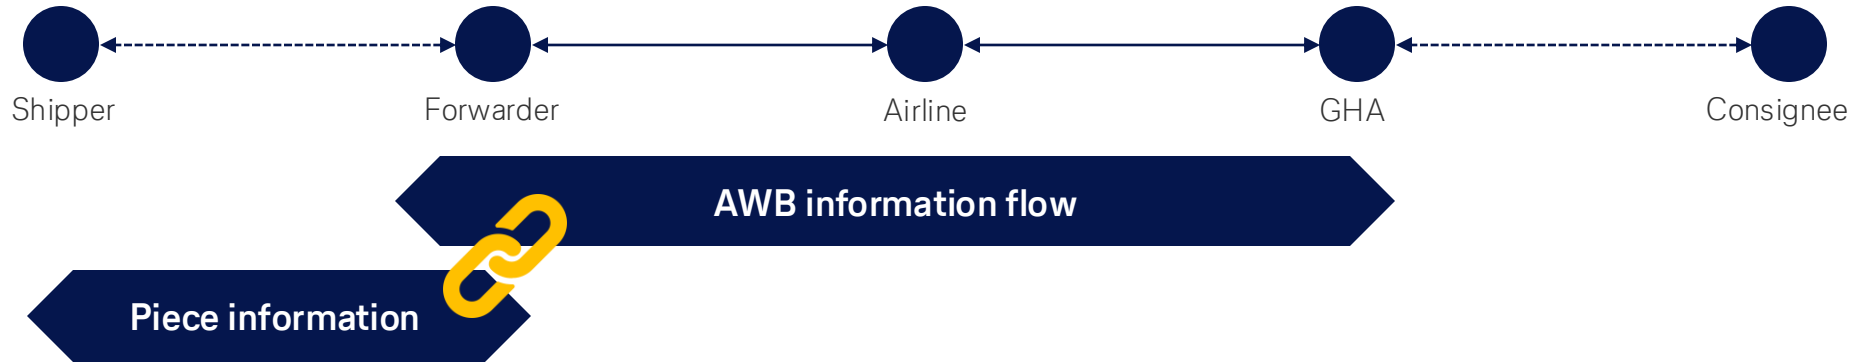 Shipper
Forwarder
Airline
GHA
Consignee
AWB information flow
Piece information